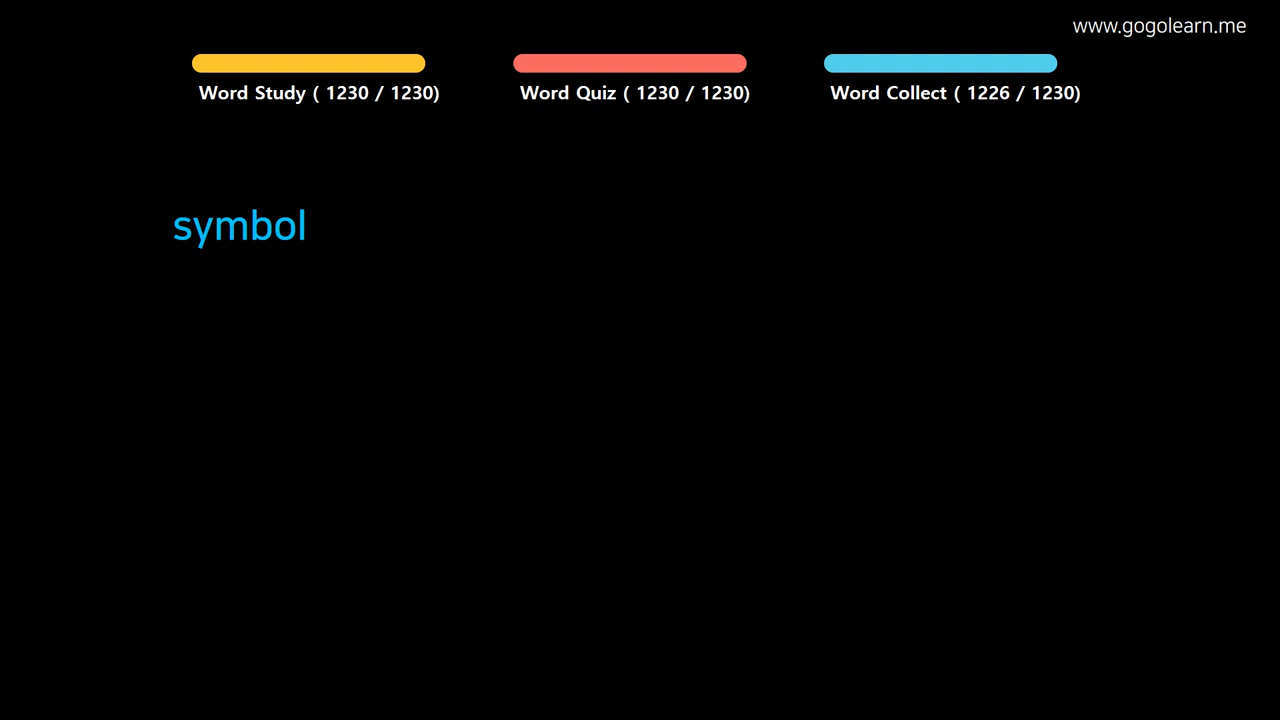 www.gogolearn.me
Word Study ( 1230 / 1230)
Word Quiz ( 1230 / 1230)
Word Collect ( 1226 / 1230)
symbol